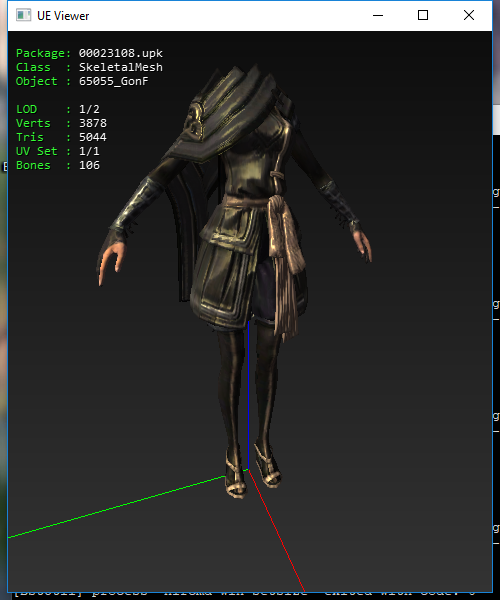 UE Viewer
Package: 00023108.upk
Class : SkeletalMesh
Object : 65055_GonF
LOD : 1/2
Verts : 3878
Tris : 5044
UV Set : 1/1
Bones : 106